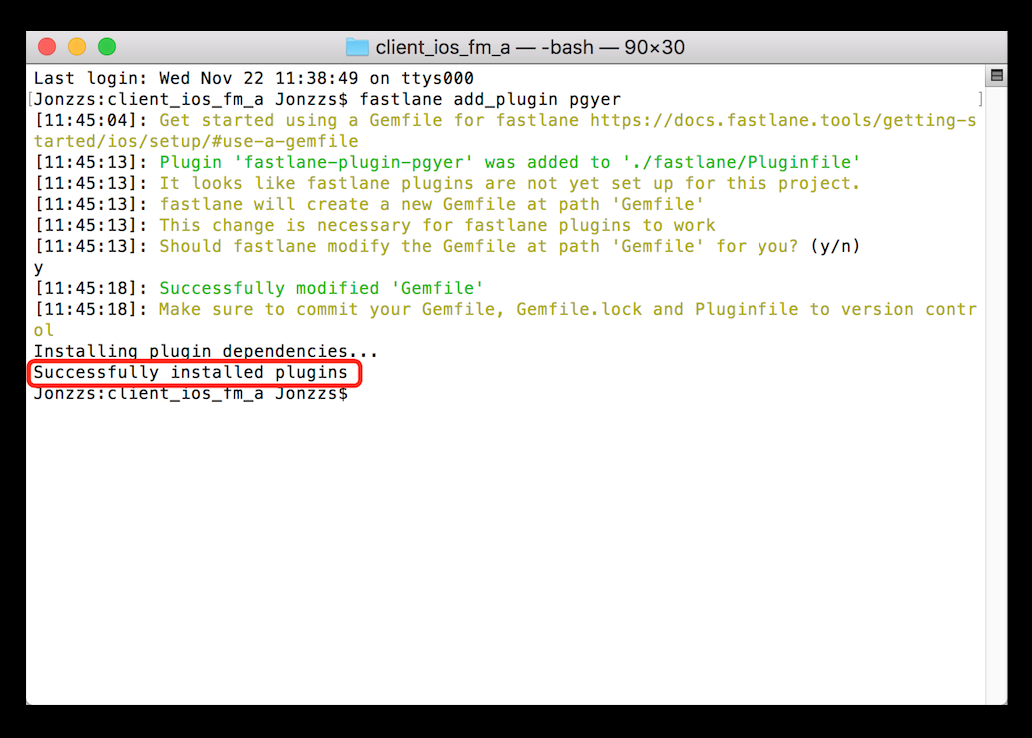 client_ios_fm_a — -bash — 90×30
Last login: Wed Nov 22 11:38:49 on ttys000
[Jonzzs:client_ios_fm_a Jonzzs$ fastlane add_plugin pgyer ]
[11:45:04]: Get started using a Gemfile for fastlane https://docs.fastlane.tools/getting-s
tarted/ios/setup/#use-a-gemfile
[11:45:13]: Plugin 'fastlane-plugin-pgyer' was added to './fastlane/Pluginfile'
[11:45:13]: It looks like fastlane plugins are not yet set up for this project.
[11:45:13]: fastlane will create a new Gemfile at path 'Gemfile'
[11:45:13]: This change is necessary for fastlane plugins to work
[11:45:13]: Should fastlane modify the Gemfile at path 'Gemfile' for you? (y/n)
y
[11:45:18]: Successfully modified 'Gemfile'
[11:45:18]: Make sure to commit your Gemfile, Gemfile.lock and Pluginfile to version contr
ol
Installing plugin dependencies...
Successfully installed plugins
Jonzzs:client_ios_fm_a Jonzzs$